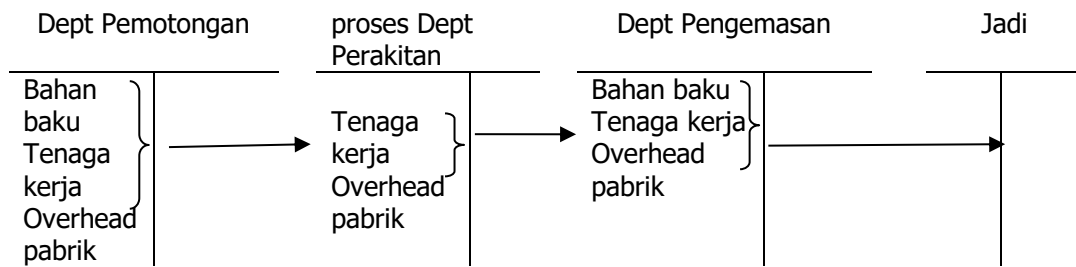 Dept Pemotongan
proses Dept
Perakitan
Dept Pengemasan
Jadi
Bahan
baku
Tenaga
kerja
Overhead
pabrik
Tenaga
kerja
Overhead
pabrik
Bahan baku
Tenaga kerja
Overhead
pabrik